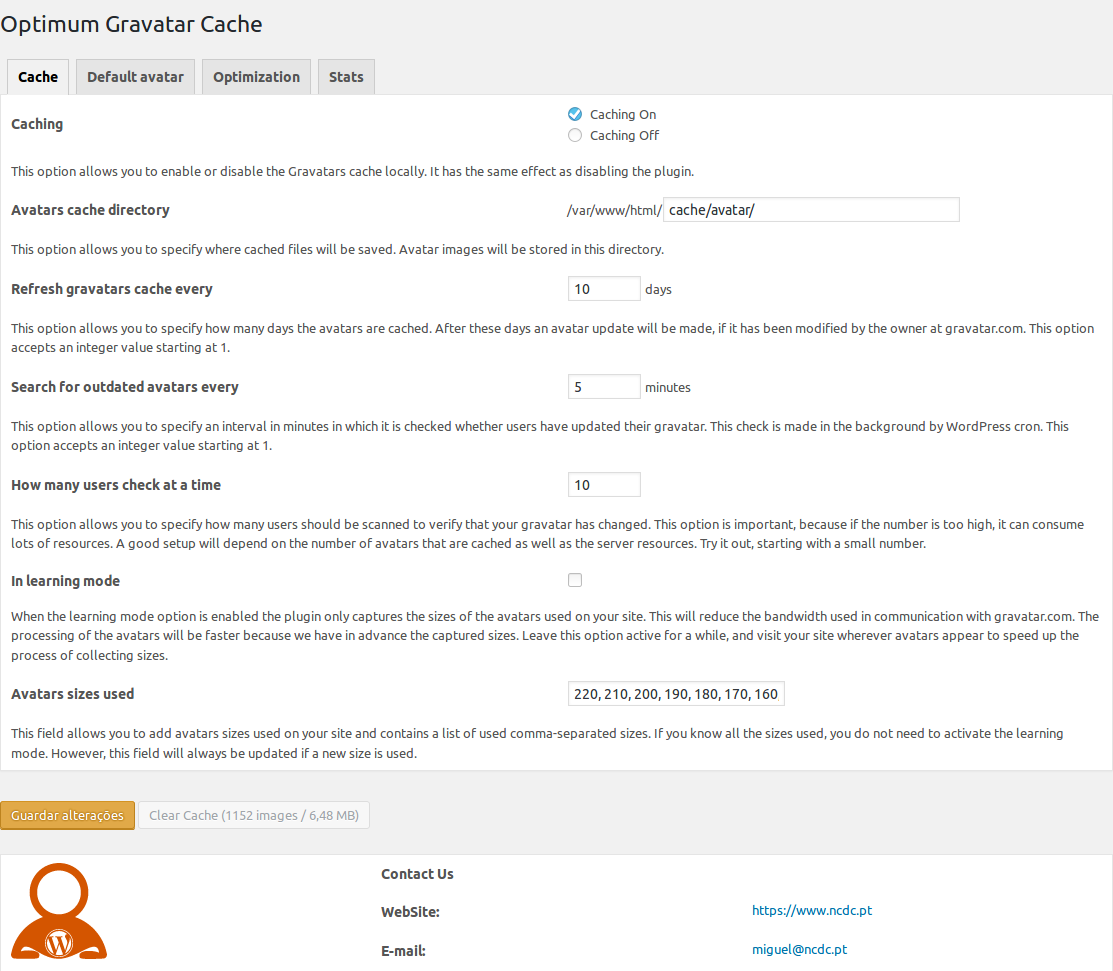 Optimum Gravatar Cache
Cache Default avatar Optimization Stats
Caching
Caching On
Caching Off
This option allows you to enable or disable the Gravatars cache locally. It has the same effect as disabling the plugin.
Avatars cache directory /var/www/html/ cache/avatar/
This option allows you to specify where cached files will be saved. Avatar images will be stored in this directory.
Refresh gravatars cache every 10 days
This option allows you to specify how many days the avatars are cached. After these days an avatar update will be made, if it has been modified by the owner at gravatar.com. This option
accepts an integer value starting at 1.
Search for outdated avatars every 5 minutes
This option allows you to specify an interval in minutes in which it is checked whether users have updated their gravatar. This check is made in the background by WordPress cron. This
option accepts an integer value starting at 1.
How many users check at a time 10
This option allows you to specify how many users should be scanned to verify that your gravatar has changed. This option is important, because if the number is too high, it can consume
lots of resources. A good setup will depend on the number of avatars that are cached as well as the server resources. Try it out, starting with a small number.
In learning mode
When the learning mode option is enabled the plugin only captures the sizes of the avatars used on your site. This will reduce the bandwidth used in communication with gravatar.com. The
processing of the avatars will be faster because we have in advance the captured sizes. Leave this option active for a while, and visit your site wherever avatars appear to speed up the
process of collecting sizes.
Avatars sizes used 220, 210, 200, 190, 180, 170, 160
This field allows you to add avatars sizes used on your site and contains a list of used comma-separated sizes. If you know all the sizes used, you do not need to activate the learning
mode. However, this field will always be updated if a new size is used.
Guardar alterações Clear Cache (1152 images / 6,48 MB)
Contact Us
WebSite: https://www.ncdc.pt
E-mail: miguel@ncdc.pt